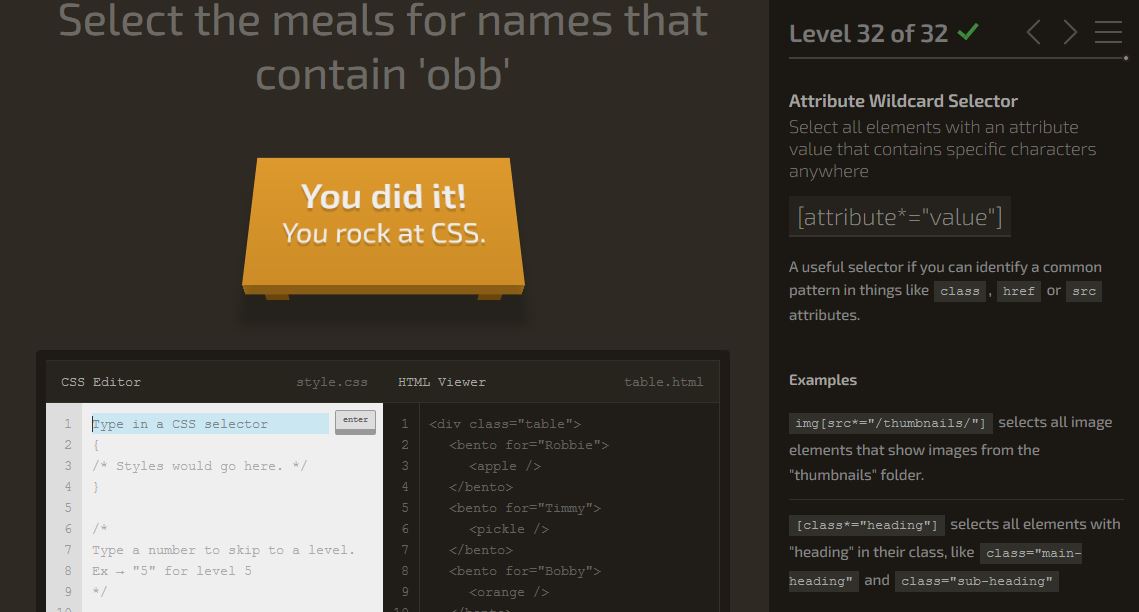 Select the meals for names that
contain 'obb'
You did it!
You rock at CSS.
CSS Editor style.css
HTML Viewer table.html
1 Type in a CSS selector enter
2 {
3 /* Styles would go here. */
4 }
5
6 /*
7 Type a number to skip to a level.
8 Ex → "5" for level 5
9 */
10
1 <div class="table">
2 <bento for="Robbie">
3 <apple />
4 </bento>
5 <bento for="Timmy">
6 <pickle />
7 </bento>
8 <bento for="Bobby">
9 <orange />
10 </bento>
Level 32 of 32
Attribute Wildcard Selector
Select all elements with an attribute
value that contains specific characters
anywhere
[attribute*="value"]
A useful selector if you can identify a common
pattern in things like class , href or src
attributes.
Examples
img[src*="/thumbnails/"] selects all image
elements that show images from the
"thumbnails" folder.
[class*="heading"] selects all elements with
"heading" in their class, like class="main-
heading" and class="sub-heading"